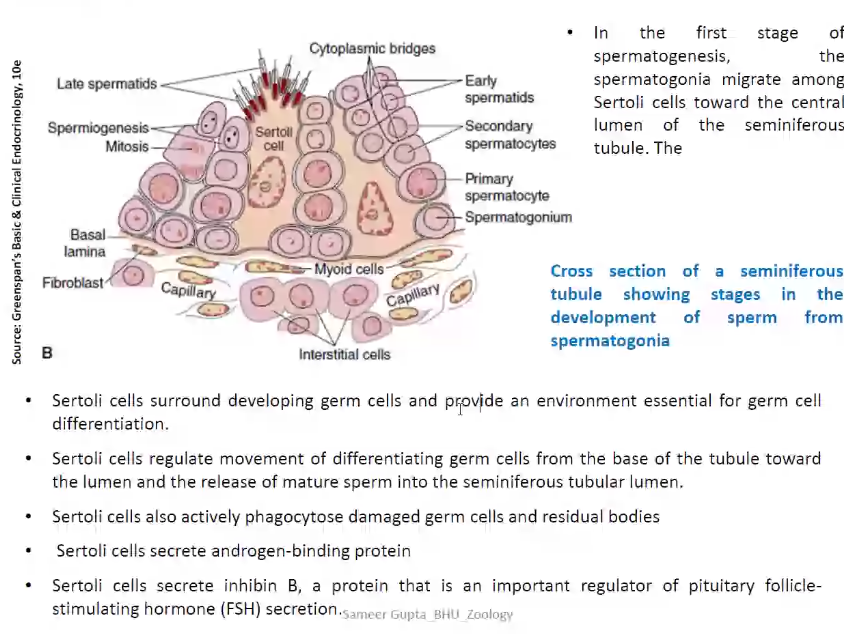 Source: Greenspan's Basic & Clinical Endocrinology, 10e
Cytoplasmic bridges
Late spermatids
Early
spermatids
Spermiogenesis
Mitosis
Sertoli
cell
Secondary
spermatocytes
Primary
spermatocyte
Spermatogonium
Basal
lamina
Fibroblast
Myoid cells
Capillary
Capillary
B
Interstitial cells
• In the first stage of
spermatogenesis, the
spermatogonia migrate among
Sertoli cells toward the central
lumen of the seminiferous
tubule. The
Cross section of a seminiferous
tubule showing stages in the
development of sperm from
spermatogonia
• Sertoli cells surround developing germ cells and provide an environment essential for germ cell
differentiation.
• Sertoli cells regulate movement of differentiating germ cells from the base of the tubule toward
the lumen and the release of mature sperm into the seminiferous tubular lumen.
• Sertoli cells also actively phagocytose damaged germ cells and residual bodies
• Sertoli cells secrete androgen-binding protein
• Sertoli cells secrete inhibin B, a protein that is an important regulator of pituitary follicle-
stimulating hormone (FSH) secretion.
Sameer Gupta_BHU_Zoology